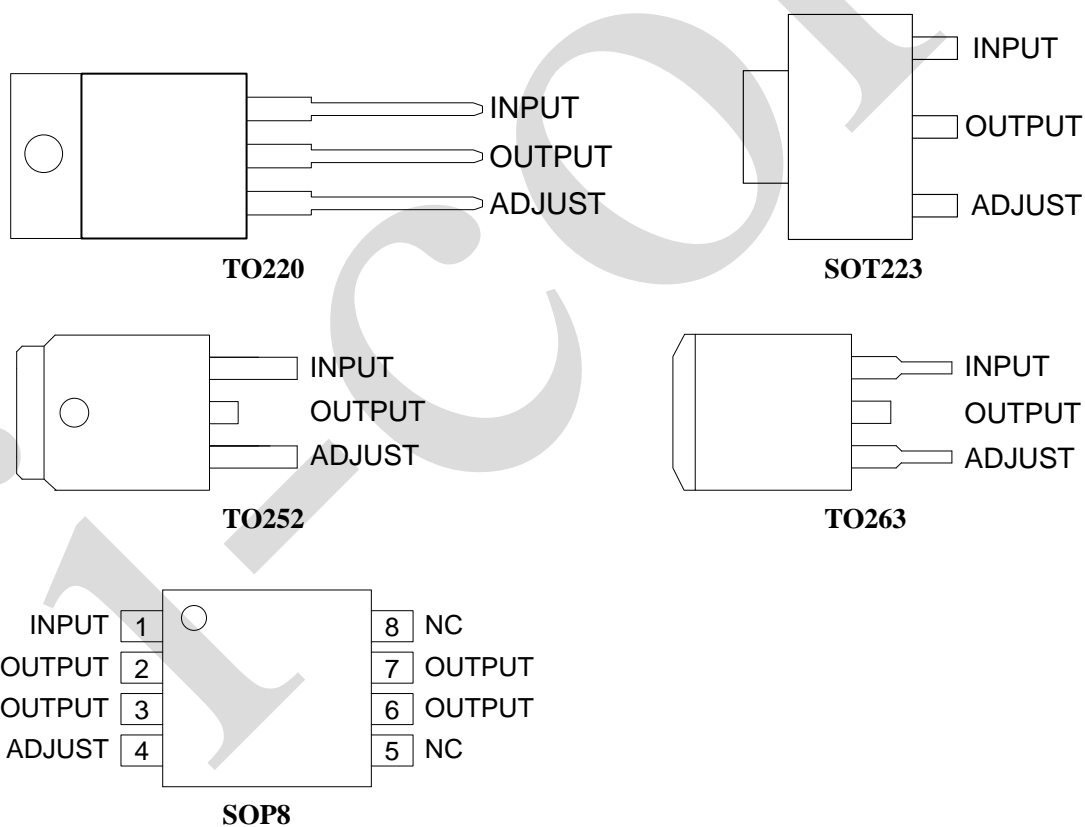 INPUT
OUTPUT
ADJUST
TO220
INPUT
OUTPUT
ADJUST
SOT223
INPUT
OUTPUT
ADJUST
TO252
INPUT
OUTPUT
ADJUST
TO263
INPUT 1
OUTPUT 2
OUTPUT 3
ADJUST 4
8 NC
7 OUTPUT
6 OUTPUT
5 NC
SOP8